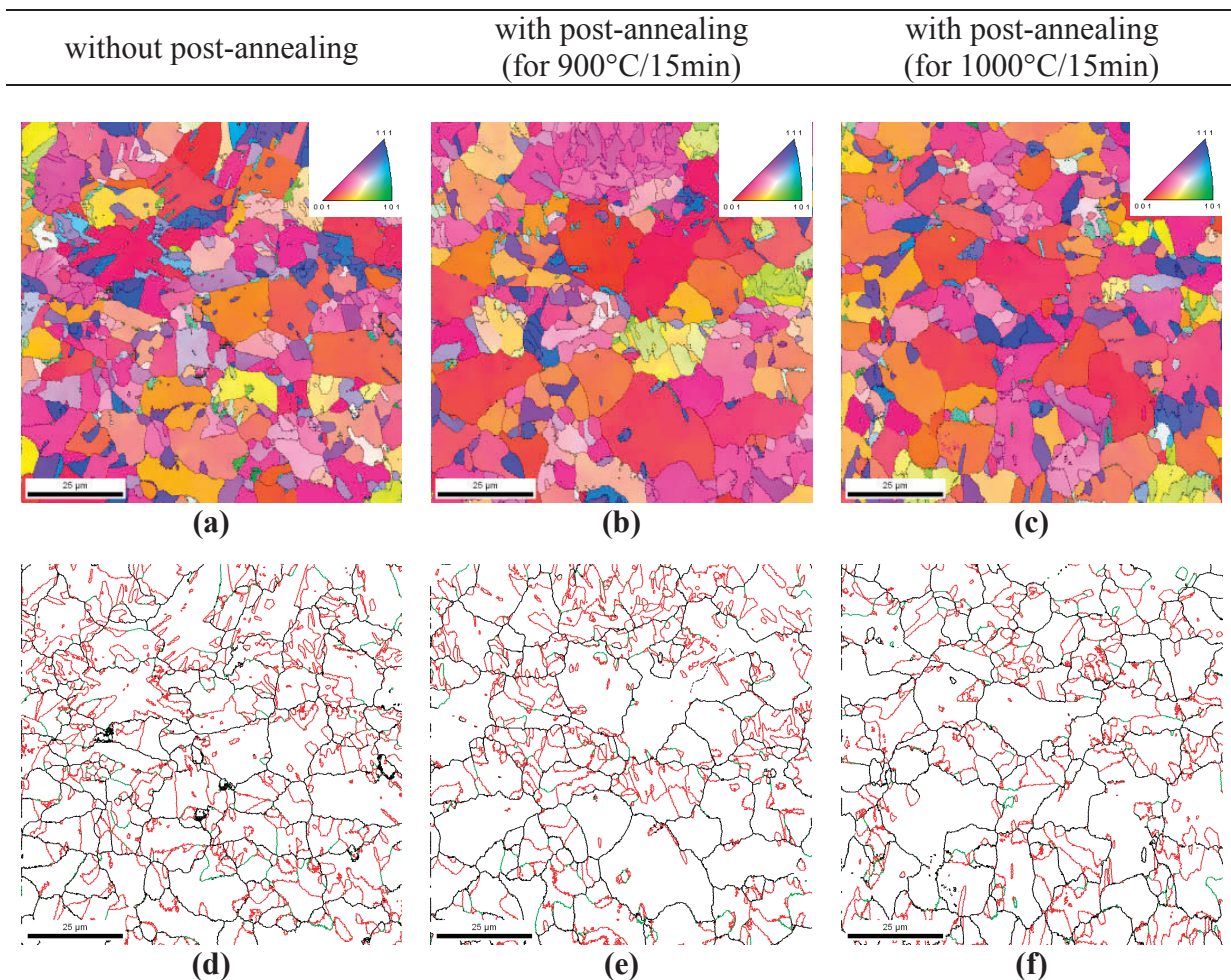 without post-annealing
with post-annealing
(for 900°C/15min)
with post-annealing
(for 1000°C/15min)
1 1 1
0 0 1
1 0 1
1 1 1
0 0 1
1 0 1
1 1 1
0 0 1
1 0 1
25 µm
25 µm
25 µm
(a)
(b)
(c)
25 µm
25 µm
25 µm
(d)
(e)
(f)